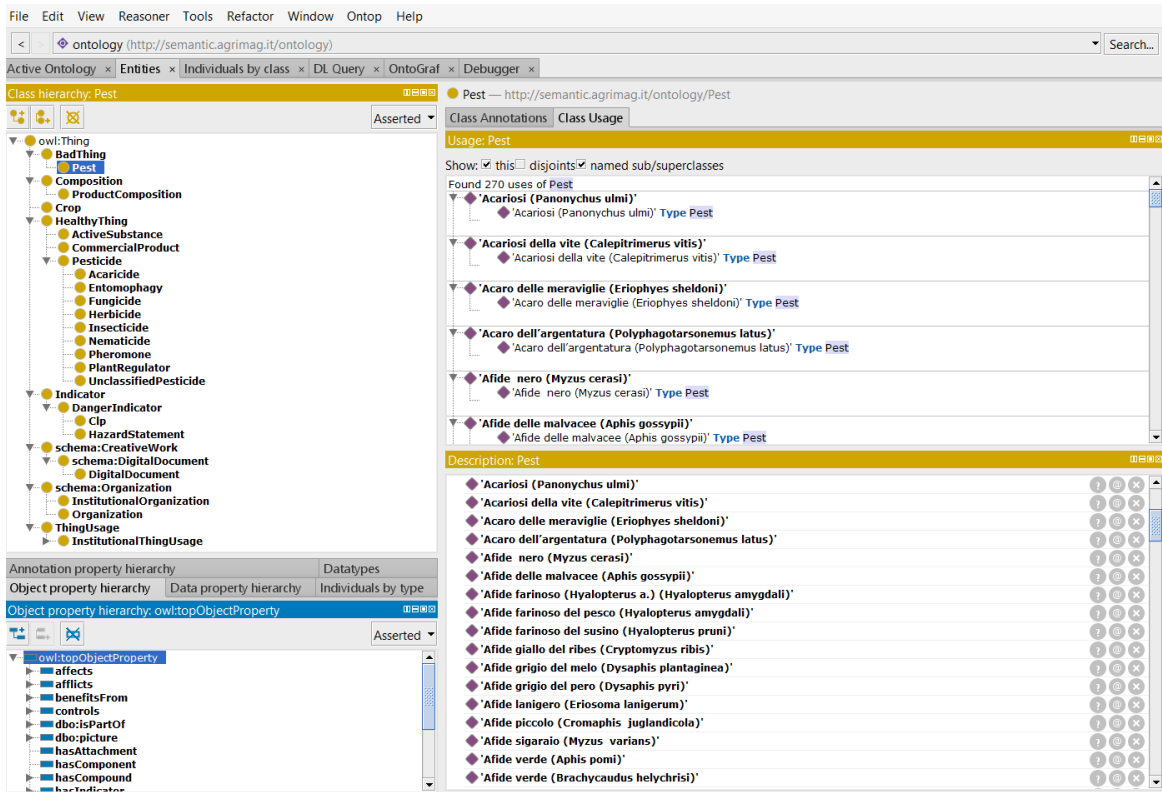 File Edit View Reasoner Tools Refactor Window Ontop Help
< > ontology (http://semantic.agrimag.it/ontology) Search...
Active Ontology × Entities × Individuals by class × DL Query × OntoGraf × Debugger ×
Class hierarchy: Pest
Asserted
owl:Thing
BadThing
Pest
Composition
ProductComposition
Crop
HealthyThing
ActiveSubstance
CommercialProduct
Pesticide
Acaricide
Entomophagy
Fungicide
Herbicide
Insecticide
Nematicide
Pheromone
PlantRegulator
UnclassifiedPesticide
Indicator
DangerIndicator
Clp
HazardStatement
schema:CreativeWork
schema:DigitalDocument
DigitalDocument
schema:Organization
InstitutionalOrganization
Organization
ThingUsage
InstitutionalThingUsage
Annotation property hierarchy Datatypes
Object property hierarchy Data property hierarchy Individuals by type
Object property hierarchy: owl:topObjectProperty
Asserted
owl:topObjectProperty
affects
afflicts
benefitsFrom
controls
dbo:isPartOf
dbo:picture
hasAttachment
hasComponent
hasCompound
hasIndicator
Pest — http://semantic.agrimag.it/ontology/Pest
Class Annotations Class Usage
Usage: Pest
Show: this disjoints named sub/superclasses
Found 270 uses of Pest
'Acariosi (Panonychus ulmi)'
'Acariosi (Panonychus ulmi)' Type Pest
'Acariosi della vite (Calepitrimerus vitis)'
'Acariosi della vite (Calepitrimerus vitis)' Type Pest
'Acaro delle meraviglie (Eriophyes sheldoni)'
'Acaro delle meraviglie (Eriophyes sheldoni)' Type Pest
'Acaro dell'argentatura (Polyphagotarsonemus latus)'
'Acaro dell'argentatura (Polyphagotarsonemus latus)' Type Pest
'Afide  nero (Myzus cerasi)'
'Afide  nero (Myzus cerasi)' Type Pest
'Afide delle malvacee (Aphis gossypii)'
'Afide delle malvacee (Aphis gossypii)' Type Pest
Description: Pest
'Acariosi (Panonychus ulmi)' ? @ ×
'Acariosi della vite (Calepitrimerus vitis)' ? @ ×
'Acaro delle meraviglie (Eriophyes sheldoni)' ? @ ×
'Acaro dell'argentatura (Polyphagotarsonemus latus)' ? @ ×
'Afide  nero (Myzus cerasi)' ? @ ×
'Afide delle malvacee (Aphis gossypii)' ? @ ×
'Afide farinoso (Hyalopterus a.) (Hyalopterus amygdali)' ? @ ×
'Afide farinoso del pesco (Hyalopterus amygdali)' ? @ ×
'Afide farinoso del susino (Hyalopterus pruni)' ? @ ×
'Afide giallo del ribes (Cryptomyzus ribis)' ? @ ×
'Afide grigio del melo (Dysaphis plantaginea)' ? @ ×
'Afide grigio del pero (Dysaphis pyri)' ? @ ×
'Afide lanigero (Eriosoma lanigerum)' ? @ ×
'Afide piccolo (Cromaphis  juglandicola)' ? @ ×
'Afide sigaraio (Myzus  varians)' ? @ ×
'Afide verde (Aphis pomi)' ? @ ×
'Afide verde (Brachycaudus helychrisi)' ? @ ×